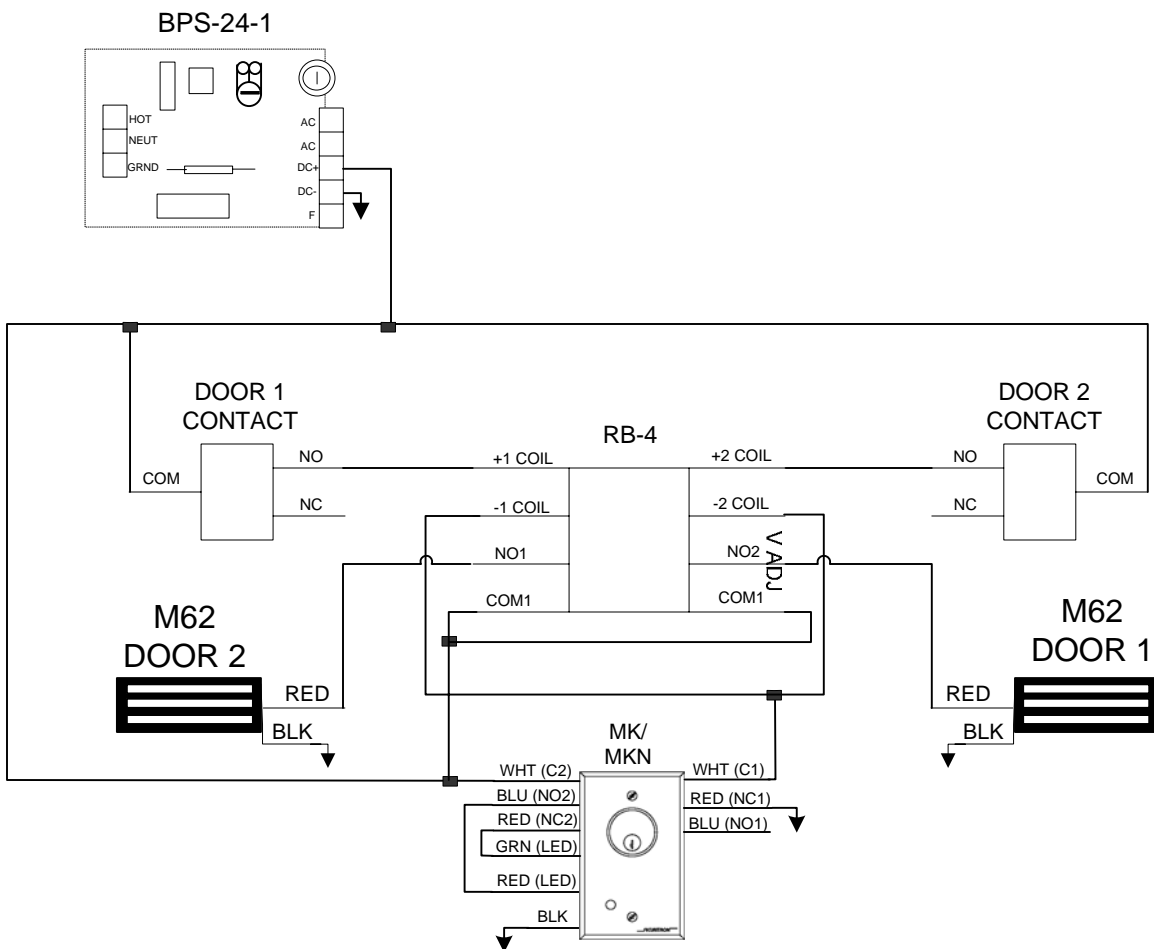 BPS-24-1
HOT
NEUT
GRND
AC
AC
DC+
DC-
F
DOOR 1
CONTACT
COM
NO
NC
RB-4
+1 COIL
-1 COIL
NO1
COM1
+2 COIL
-2 COIL
NO2
COM1
V ADJ
DOOR 2
CONTACT
NO
NC
COM
M62
DOOR 2
RED
BLK
M62
DOOR 1
RED
BLK
MK/
MKN
WHT (C2)
BLU (NO2)
RED (NC2)
GRN (LED)
RED (LED)
BLK
WHT (C1)
RED (NC1)
BLU (NO1)